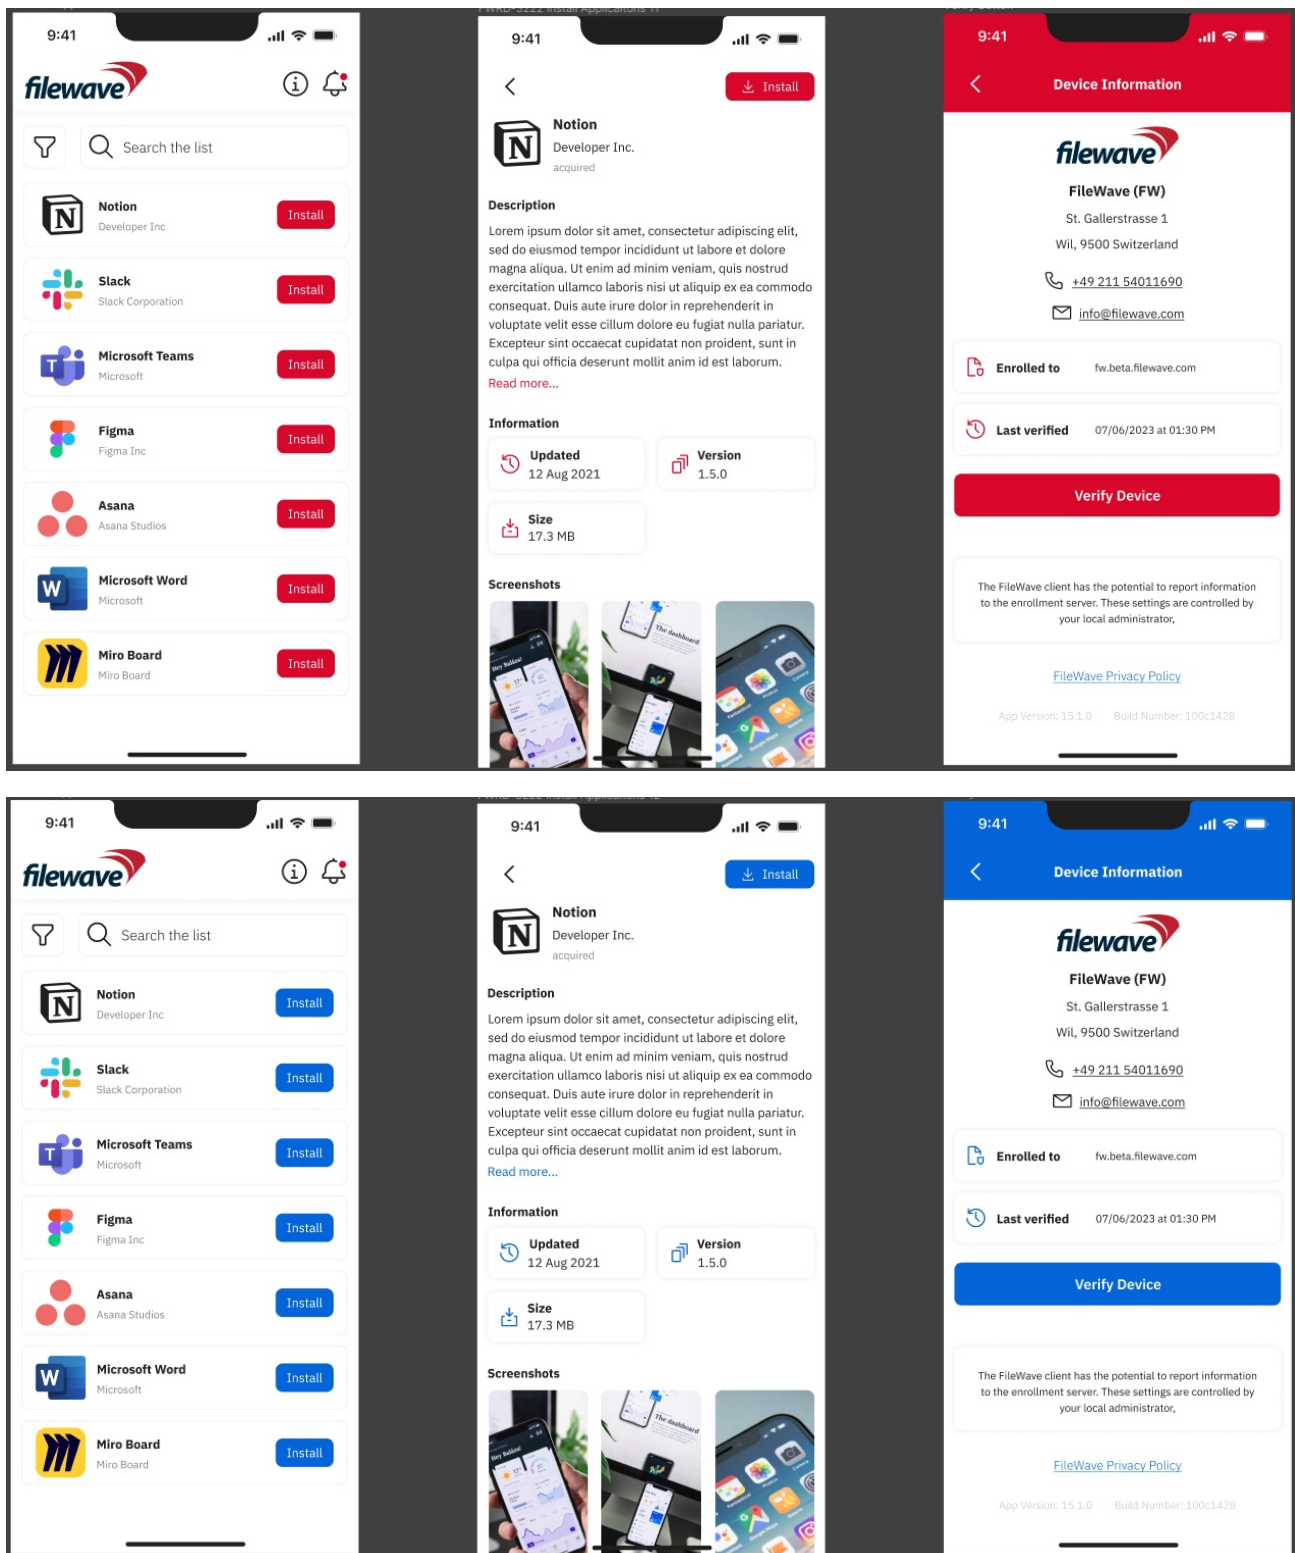 9:41
filewave
Search the list
Notion
Developer Inc
Install
Slack
Slack Corporation
Install
Microsoft Teams
Microsoft
Install
Figma
Figma Inc
Install
Asana
Asana Studios
Install
Microsoft Word
Microsoft
Install
Miro Board
Miro Board
Install
9:41
Install
Notion
Developer Inc.
acquired
Description
Lorem ipsum dolor sit amet, consectetur adipiscing elit,
sed do eiusmod tempor incididunt ut labore et dolore
magna aliqua. Ut enim ad minim veniam, quis nostrud
exercitation ullamco laboris nisi ut aliquip ex ea commodo
consequat. Duis aute irure dolor in reprehenderit in
voluptate velit esse cillum dolore eu fugiat nulla pariatur.
Excepteur sint occaecat cupidatat non proident, sunt in
culpa qui officia deserunt mollit anim id est laborum.
Read more...
Information
Updated
12 Aug 2021
Version
1.5.0
Size
17.3 MB
Screenshots
The dashboard
9:41
Device Information
filewave
FileWave (FW)
St. Gallerstrasse 1
Wil, 9500 Switzerland
+49 211 54011690
info@filewave.com
Enrolled to fw.beta.filewave.com
Last verified 07/06/2023 at 01:30 PM
Verify Device
The FileWave client has the potential to report information
to the enrollment server. These settings are controlled by
your local administrator,
FileWave Privacy Policy
App Version: 15.1.0 Build Number: 100c1428
9:41
filewave
Search the list
Notion
Developer Inc
Install
Slack
Slack Corporation
Install
Microsoft Teams
Microsoft
Install
Figma
Figma Inc
Install
Asana
Asana Studios
Install
Microsoft Word
Microsoft
Install
Miro Board
Miro Board
Install
9:41
Install
Notion
Developer Inc.
acquired
Description
Lorem ipsum dolor sit amet, consectetur adipiscing elit,
sed do eiusmod tempor incididunt ut labore et dolore
magna aliqua. Ut enim ad minim veniam, quis nostrud
exercitation ullamco laboris nisi ut aliquip ex ea commodo
consequat. Duis aute irure dolor in reprehenderit in
voluptate velit esse cillum dolore eu fugiat nulla pariatur.
Excepteur sint occaecat cupidatat non proident, sunt in
culpa qui officia deserunt mollit anim id est laborum.
Read more...
Information
Updated
12 Aug 2021
Version
1.5.0
Size
17.3 MB
Screenshots
The dashboard
9:41
Device Information
filewave
FileWave (FW)
St. Gallerstrasse 1
Wil, 9500 Switzerland
+49 211 54011690
info@filewave.com
Enrolled to fw.beta.filewave.com
Last verified 07/06/2023 at 01:30 PM
Verify Device
The FileWave client has the potential to report information
to the enrollment server. These settings are controlled by
your local administrator,
FileWave Privacy Policy
App Version: 15.1.0 Build Number: 100c1428